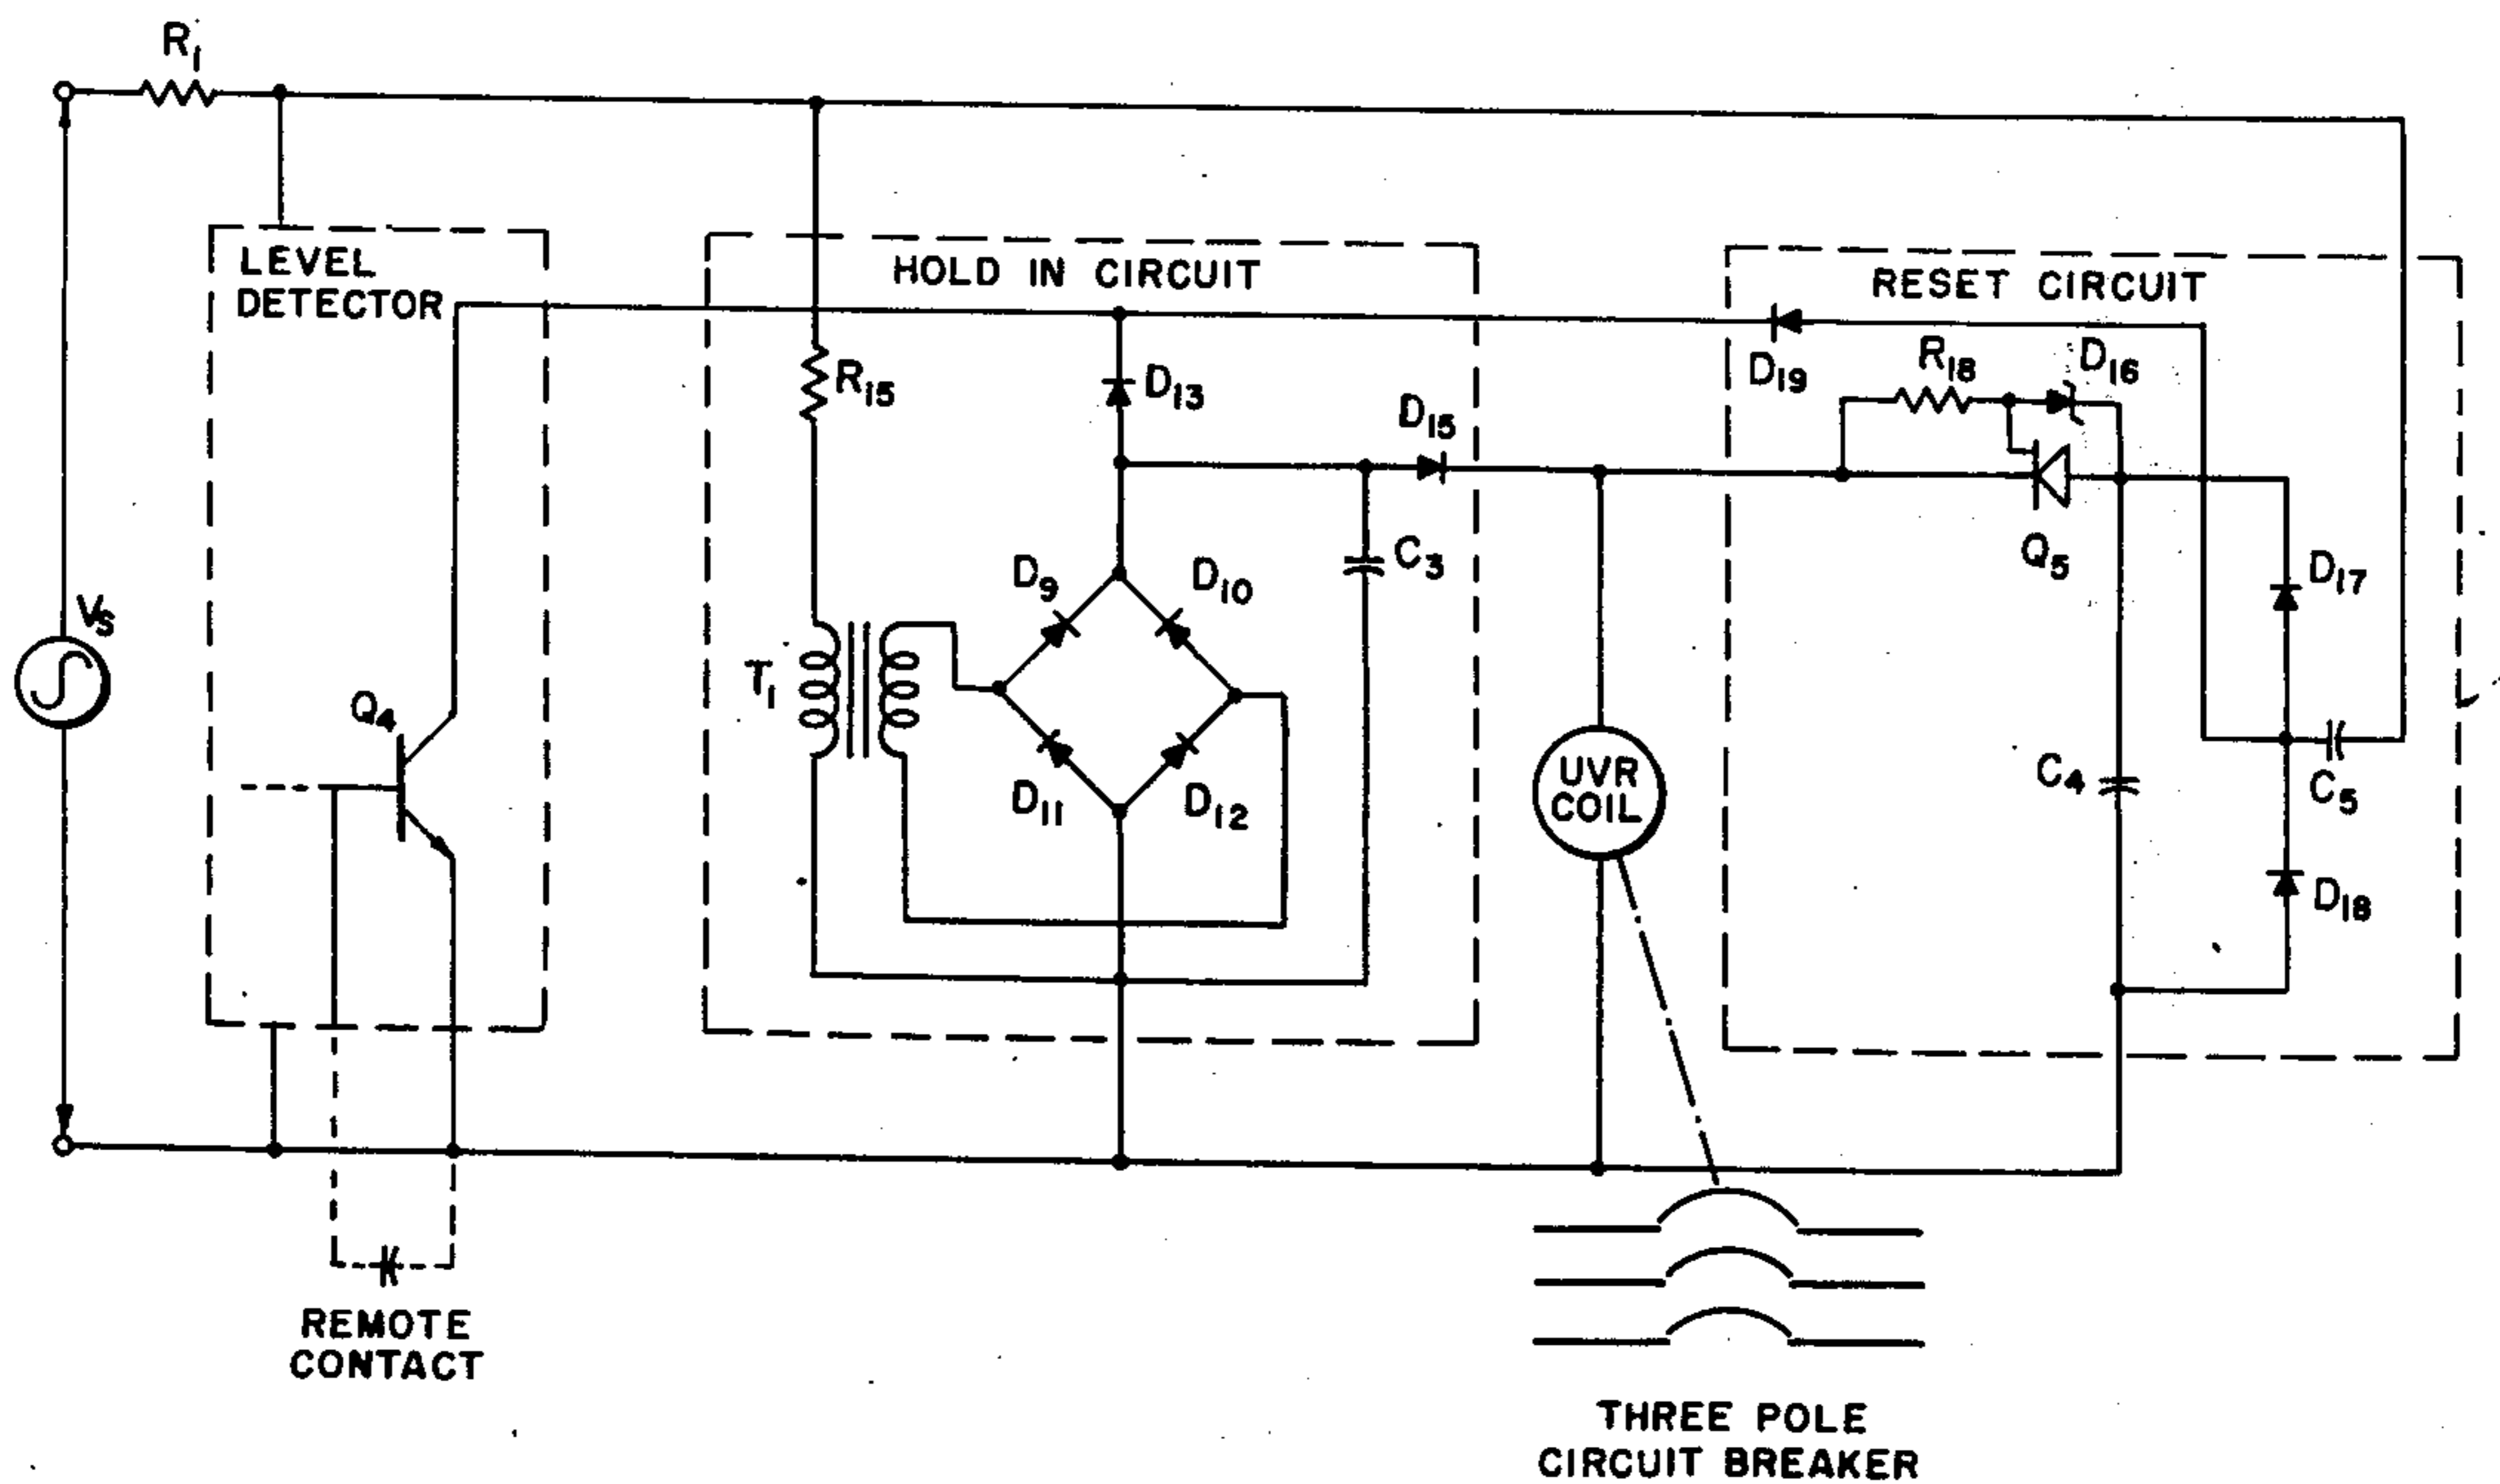 R1
LEVEL
DETECTOR
HOLD IN CIRCUIT
RESET CIRCUIT
R15
D13
D15
D19
R18
D16
D9
D10
C3
Q5
D17
VS
T1
Q4
D11
D12
UVR
COIL
C4
C5
D18
REMOTE
CONTACT
THREE POLE
CIRCUIT BREAKER